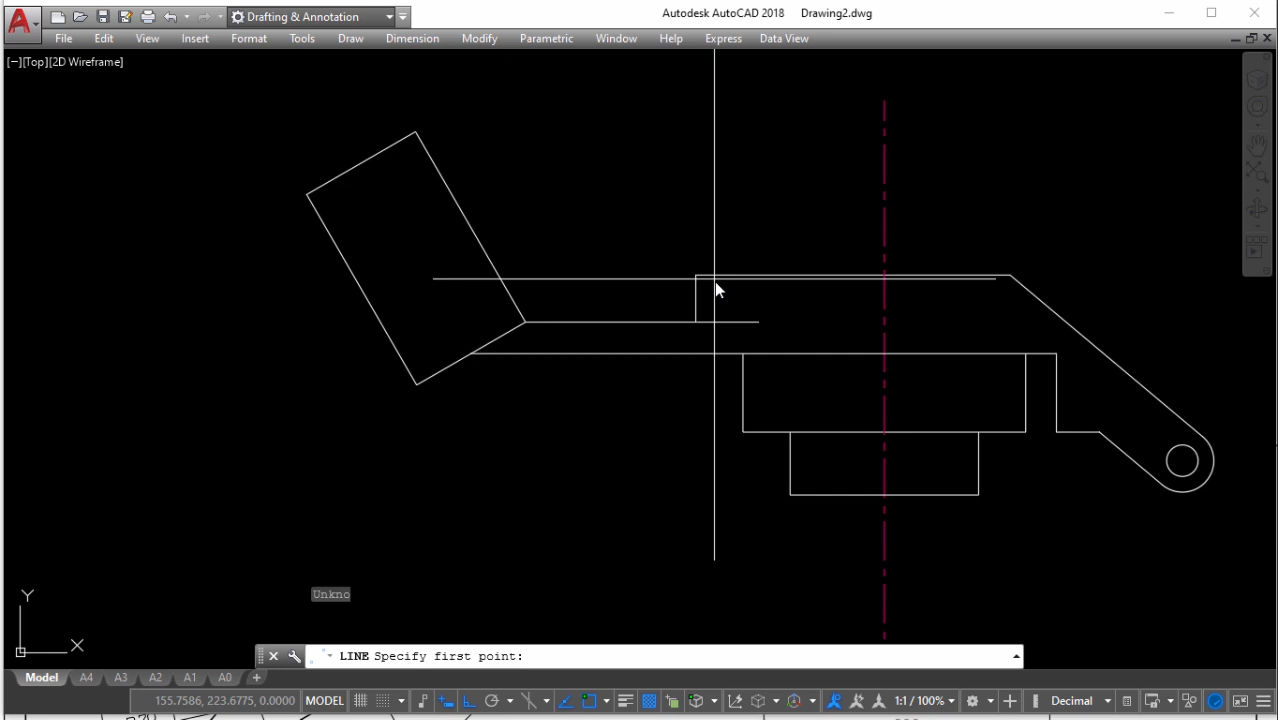 Drafting & Annotation
Autodesk AutoCAD 2018 Drawing2.dwg
File Edit View Insert Format Tools Draw Dimension Modify Parametric Window Help Express Data View
[−][Top][2D Wireframe]
Unkno
Y
X
LINE Specify first point:
Model A4 A3 A2 A1 A0 +
155.7586, 223.6775, 0.0000 MODEL 1:1 / 100% Decimal